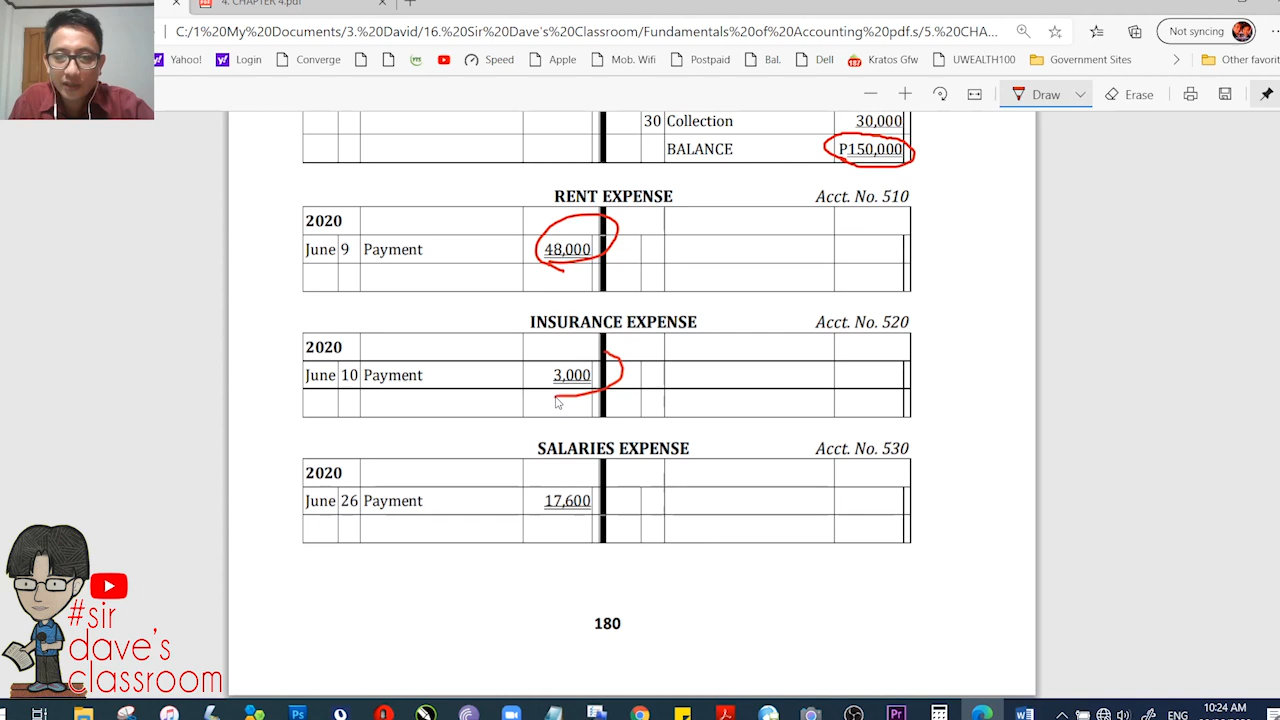 4. CHAPTER 4.pdf
C:/1%20My%20Documents/3.%20David/16.%20Sir%20Dave's%20Classroom/Fundamentals%20of%20Accounting%20pdf.s/5.%20CHA...
Not syncing
Yahoo!
Login
Converge
Speed
Apple
Mob. Wifi
Postpaid
Bal.
Dell
Kratos Gfw
UWEALTH100
Government Sites
Other favorit
Draw
Erase
30 Collection 30,000
BALANCE P150,000
RENT EXPENSE Acct. No. 510
2020
June 9 Payment 48,000
INSURANCE EXPENSE Acct. No. 520
2020
June 10 Payment 3,000
SALARIES EXPENSE Acct. No. 530
2020
June 26 Payment 17,600
180
#sir
dave's
classroom
ENG
10:24 AM